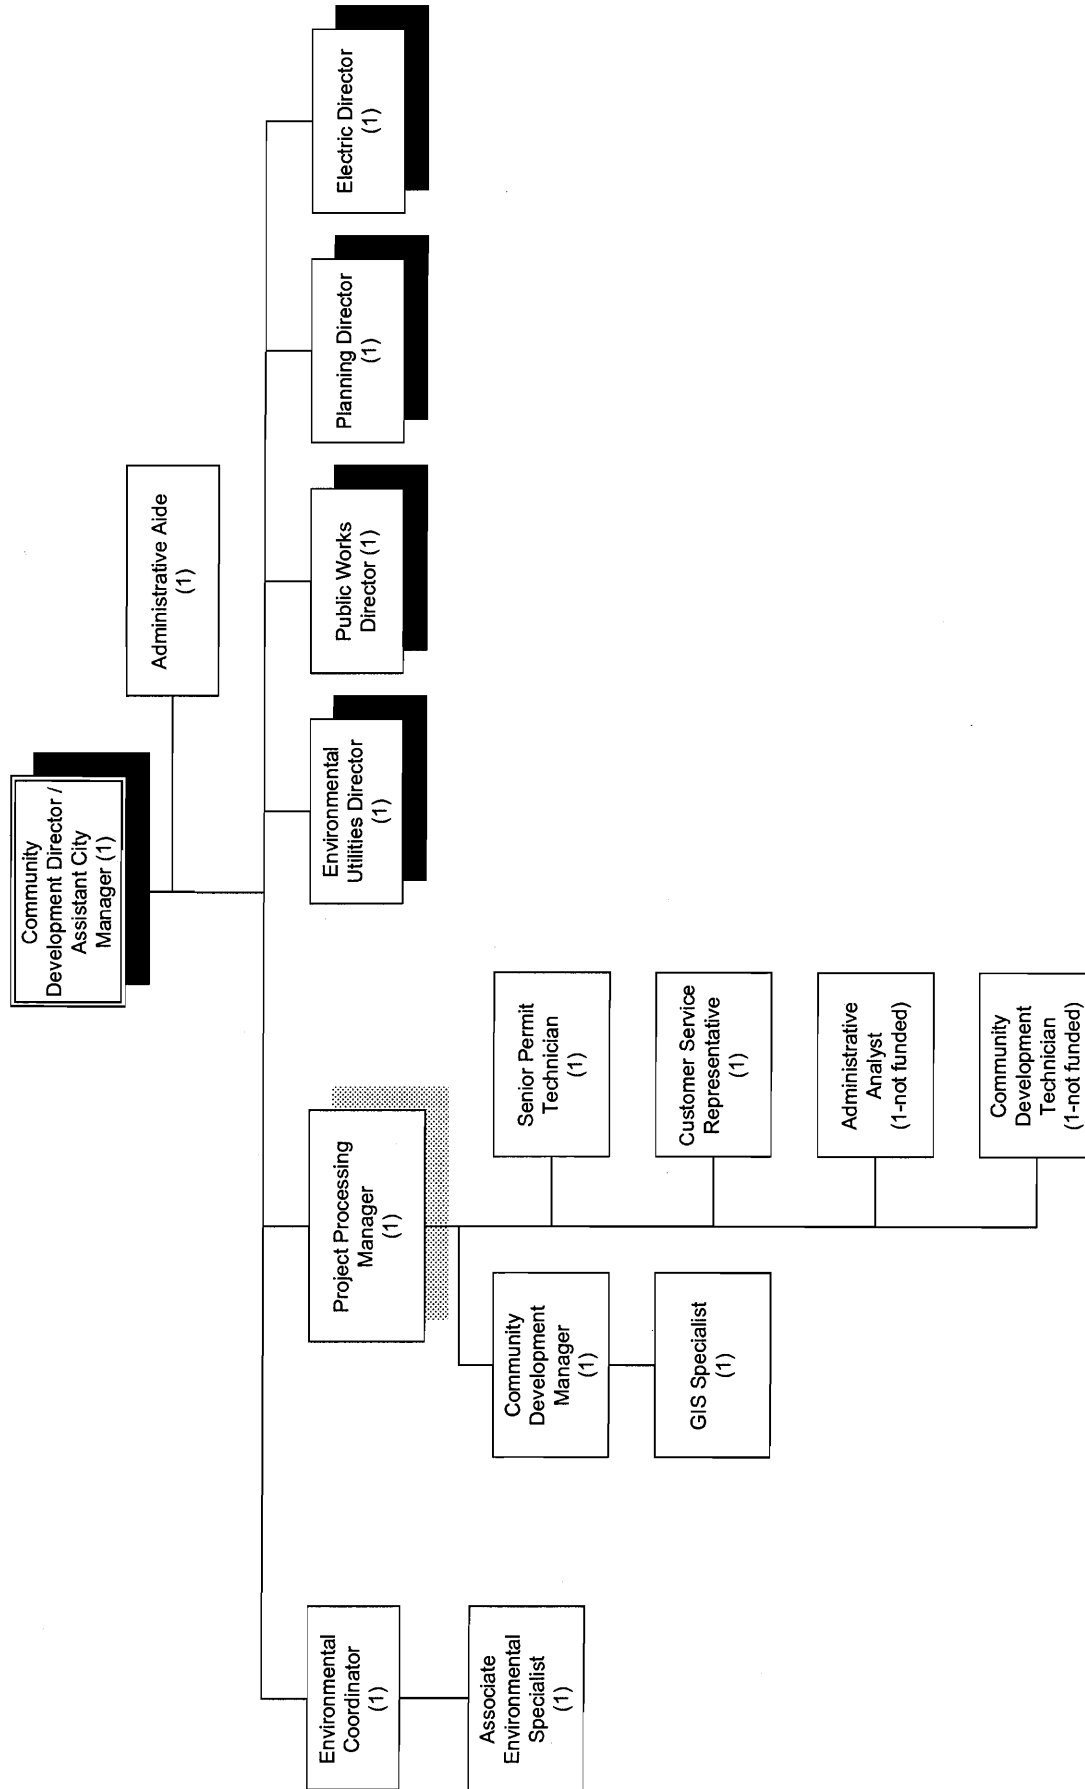 Community
Development Director /
Assistant City
Manager (1)
Administrative Aide
(1)
Environmental
Coordinator
(1)
Project Processing
Manager
(1)
Environmental
Utilities Director
(1)
Public Works
Director (1)
Planning Director
(1)
Electric Director
(1)
Associate
Environmental
Specialist
(1)
Community
Development
Manager
(1)
GIS Specialist
(1)
Senior Permit
Technician
(1)
Customer Service
Representative
(1)
Administrative
Analyst
(1-not funded)
Community
Development
Technician
(1-not funded)